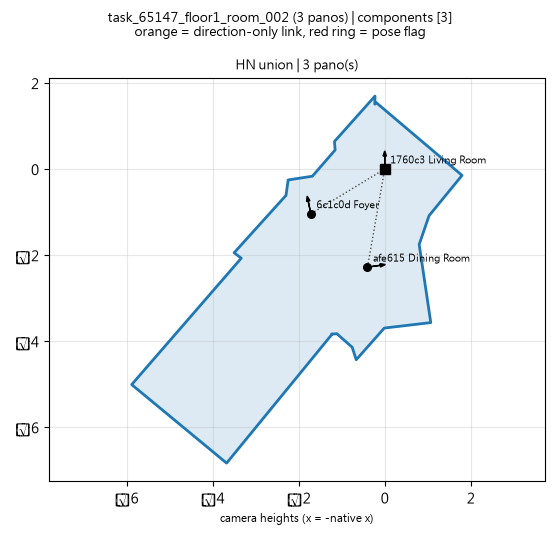 task_65147_floor1_room_002 (3 panos) | components [3]
orange = direction-only link, red ring = pose flag
HN union | 3 pano(s)
2
1760c3 Living Room
0
6c1c0d Foyer
afe615 Dining Room
2
4
6
6 4 2 0 2
camera heights (x = -native x)